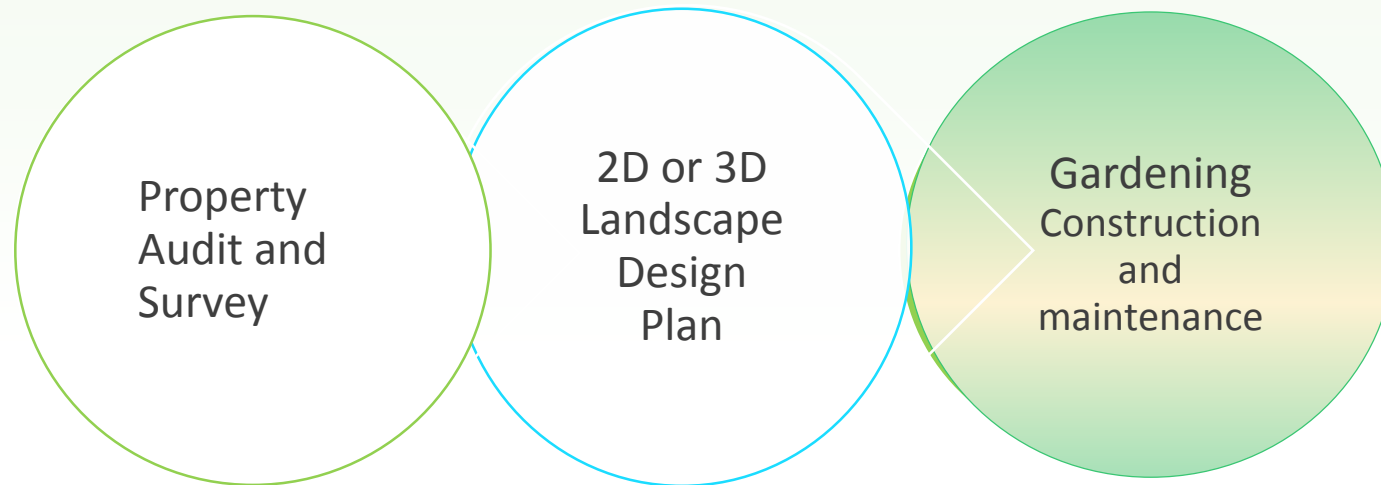 Property
Audit and
Survey
2D or 3D
Landscape
Design
Plan
Gardening
Construction
and
maintenance